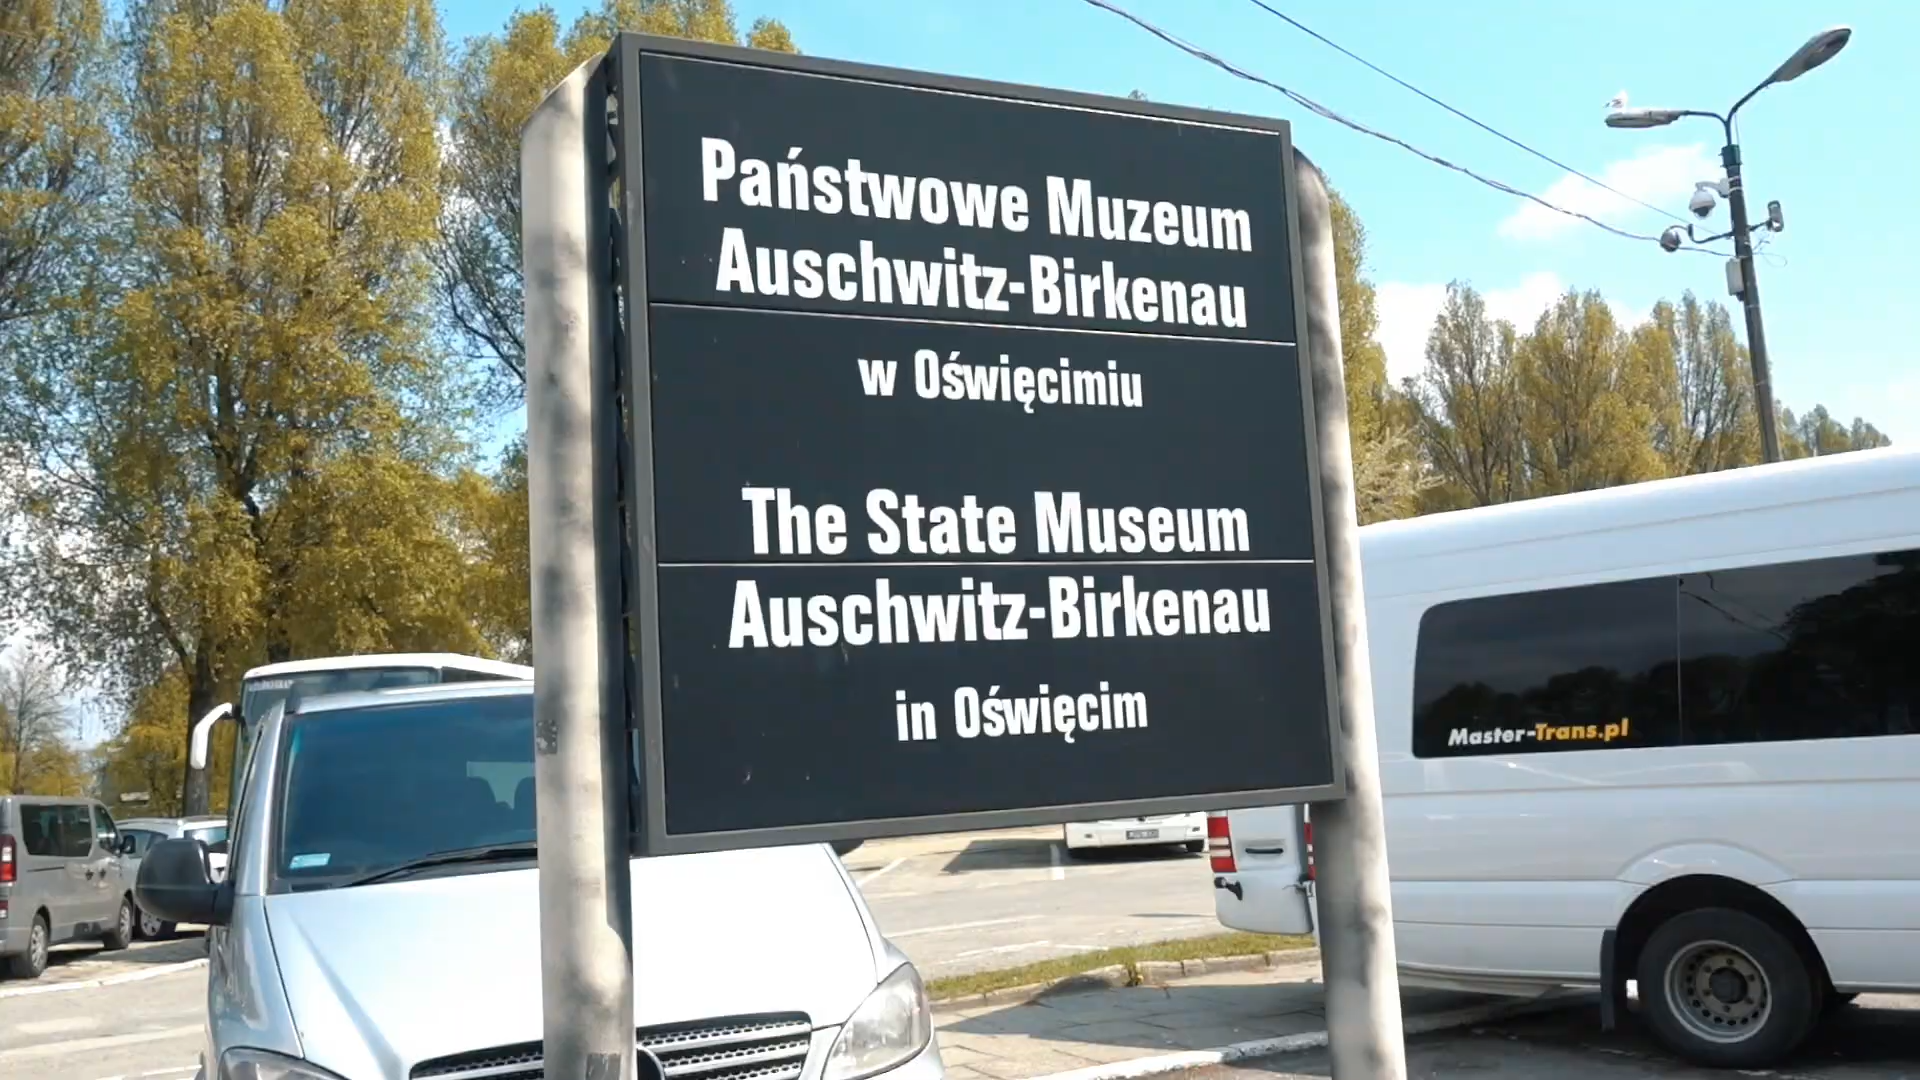 Państwowe Muzeum
Auschwitz-Birkenau
w Oświęcimiu
The State Museum
Auschwitz-Birkenau
in Oświęcim
Master-Trans.pl